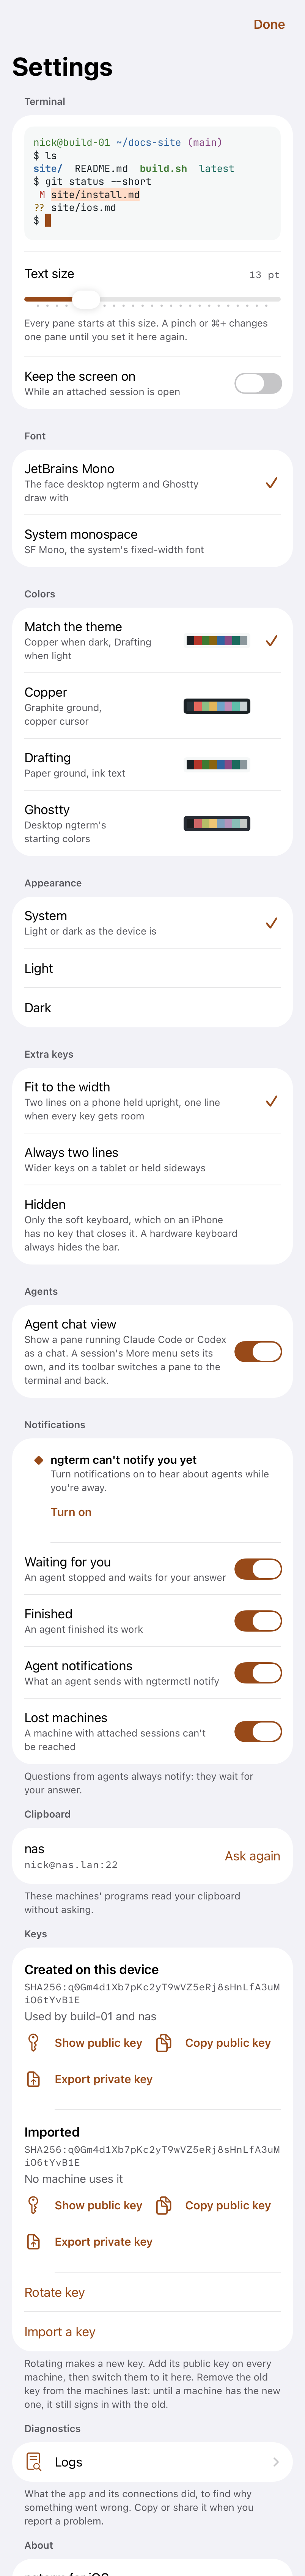 Done
Settings
Terminal
nick@build-01 ~/docs-site (main)
$ ls
site/ README.md build.sh latest
$ git status --short
M site/install.md
?? site/ios.md
$
Text size 13 pt
Every pane starts at this size. A pinch or ⌘+ changes
one pane until you set it here again.
Keep the screen on
While an attached session is open
Font
JetBrains Mono
The face desktop ngterm and Ghostty
draw with
System monospace
SF Mono, the system's fixed-width font
Colors
Match the theme
Copper when dark, Drafting
when light
Copper
Graphite ground,
copper cursor
Drafting
Paper ground, ink text
Ghostty
Desktop ngterm's
starting colors
Appearance
System
Light or dark as the device is
Light
Dark
Extra keys
Fit to the width
Two lines on a phone held upright, one line
when every key gets room
Always two lines
Wider keys on a tablet or held sideways
Hidden
Only the soft keyboard, which on an iPhone
has no key that closes it. A hardware keyboard
always hides the bar.
Agents
Agent chat view
Show a pane running Claude Code or Codex
as a chat. A session's More menu sets its
own, and its toolbar switches a pane to the
terminal and back.
Notifications
ngterm can't notify you yet
Turn notifications on to hear about agents while
you're away.
Turn on
Waiting for you
An agent stopped and waits for your answer
Finished
An agent finished its work
Agent notifications
What an agent sends with ngtermctl notify
Lost machines
A machine with attached sessions can't
be reached
Questions from agents always notify: they wait for
your answer.
Clipboard
nas
nick@nas.lan:22
Ask again
These machines' programs read your clipboard
without asking.
Keys
Created on this device
SHA256:q0Gm4d1Xb7pKc2yT9wVZ5eRj8sHnLfA3uM
iO6tYvB1E
Used by build-01 and nas
Show public key Copy public key
Export private key
Imported
SHA256:q0Gm4d1Xb7pKc2yT9wVZ5eRj8sHnLfA3uM
iO6tYvB1E
No machine uses it
Show public key Copy public key
Export private key
Rotate key
Import a key
Rotating makes a new key. Add its public key on every
machine, then switch them to it here. Remove the old
key from the machines last: until a machine has the new
one, it still signs in with the old.
Diagnostics
Logs
What the app and its connections did, to find why
something went wrong. Copy or share it when you
report a problem.
About